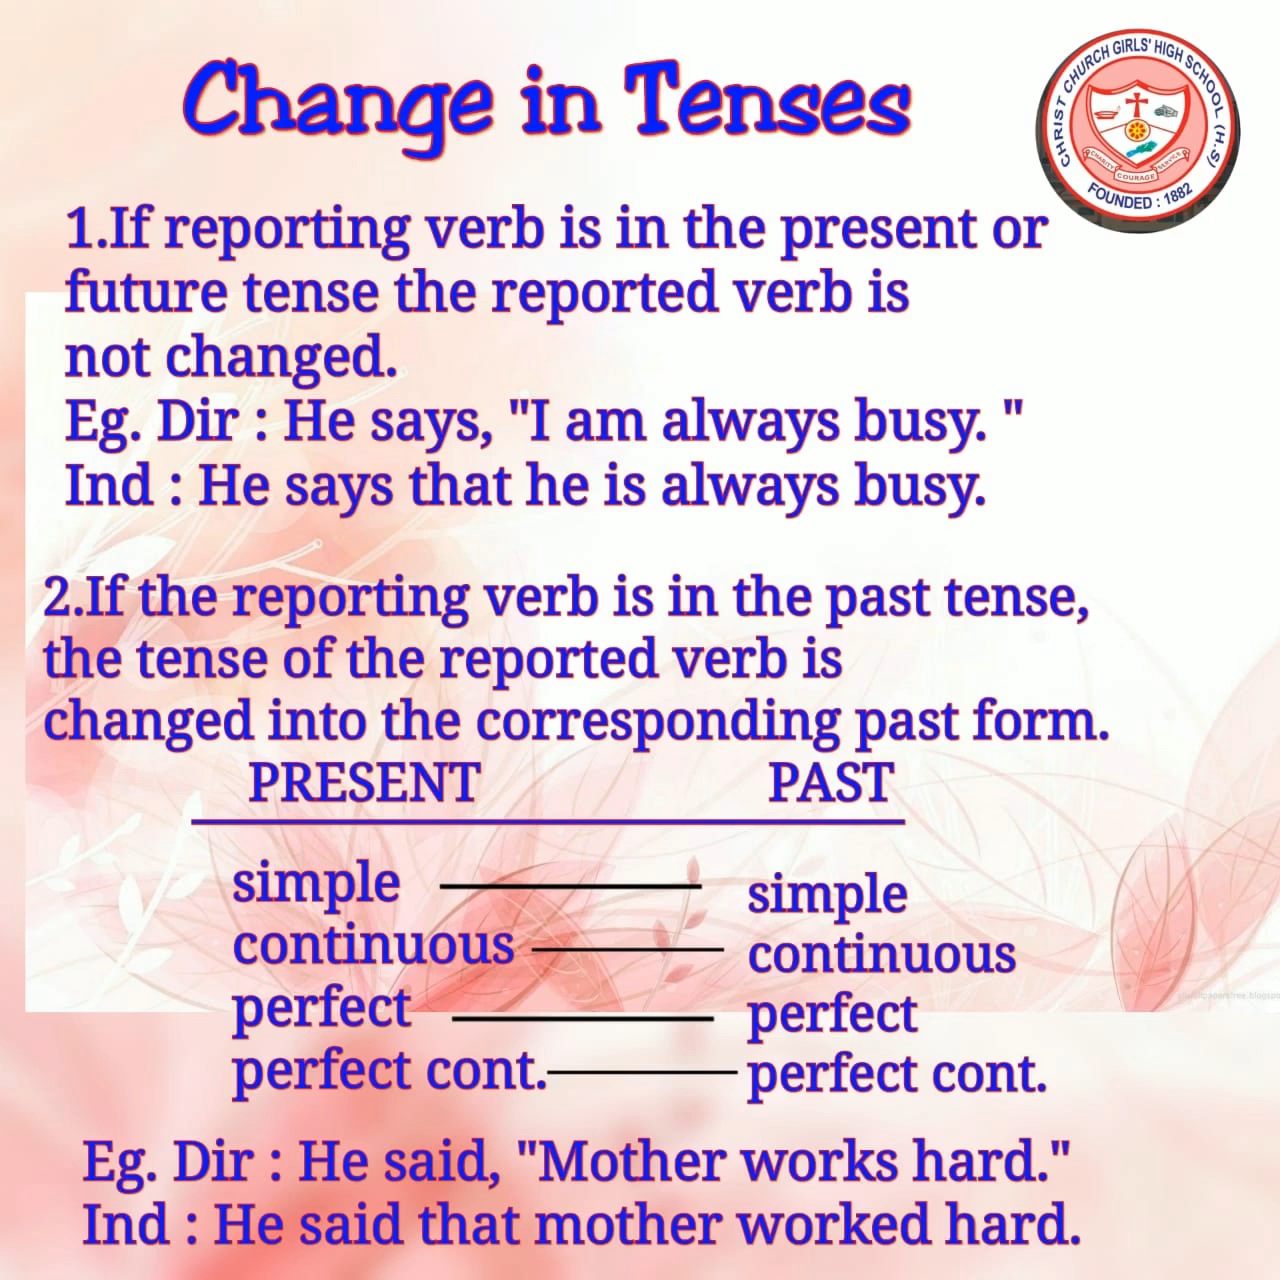 Change in Tenses
CHRIST CHURCH GIRLS' HIGH SCHOOL (H.S)
CHARITY
COURAGE
SERVICE
FOUNDED : 1882
1.If reporting verb is in the present or
future tense the reported verb is
not changed.
Eg. Dir : He says, "I am always busy. "
Ind : He says that he is always busy.
2.If the reporting verb is in the past tense,
the tense of the reported verb is
changed into the corresponding past form.
PRESENT PAST
simple simple
continuous continuous
perfect perfect
perfect cont. perfect cont.
Eg. Dir : He said, "Mother works hard."
Ind : He said that mother worked hard.